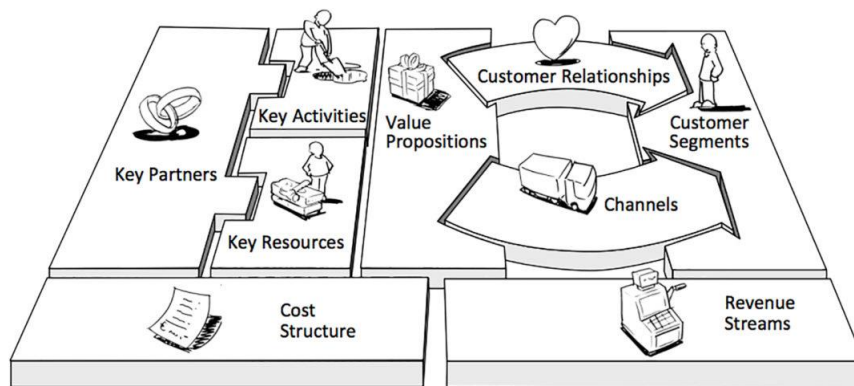 Key Partners
Key Activities
Key Resources
Value
Propositions
Customer Relationships
Channels
Customer
Segments
Cost
Structure
Revenue
Streams